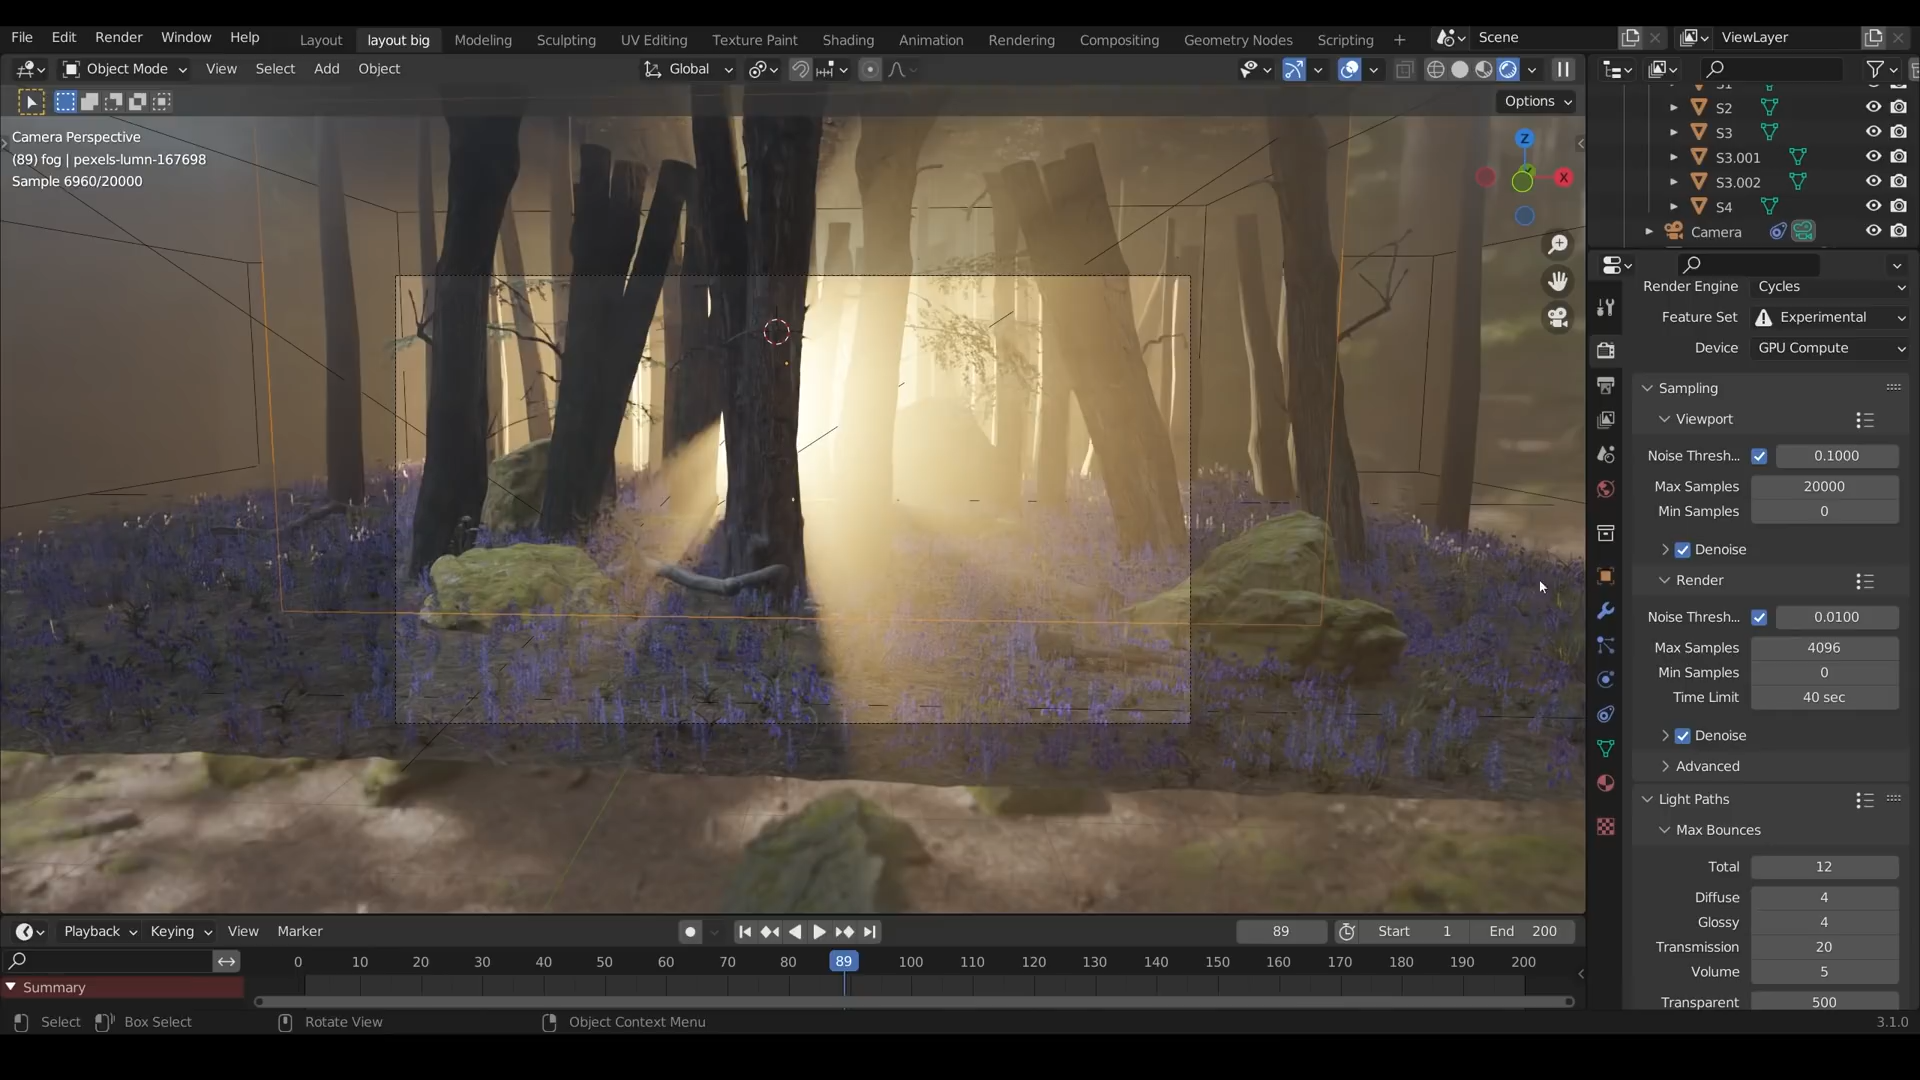 File Edit Render Window Help Layout layout big Modeling Sculpting UV Editing Texture Paint Shading Animation Rendering Compositing Geometry Nodes Scripting + Scene ViewLayer
Object Mode View Select Add Object Global
Options
Camera Perspective
(89) fog | pexels-lumn-167698
Sample 6960/20000
Z
X
S1
S2
S3
S3.001
S3.002
S4
Camera
Render Engine Cycles
Feature Set Experimental
Device GPU Compute
Sampling
Viewport
Noise Thresh... 0.1000
Max Samples 20000
Min Samples 0
Denoise
Render
Noise Thresh... 0.0100
Max Samples 4096
Min Samples 0
Time Limit 40 sec
Denoise
Advanced
Light Paths
Max Bounces
Total 12
Diffuse 4
Glossy 4
Transmission 20
Volume 5
Transparent 500
Playback Keying View Marker 89 Start 1 End 200
0 10 20 30 40 50 60 70 80 89 100 110 120 130 140 150 160 170 180 190 200
Summary
Select Box Select Rotate View Object Context Menu 3.1.0